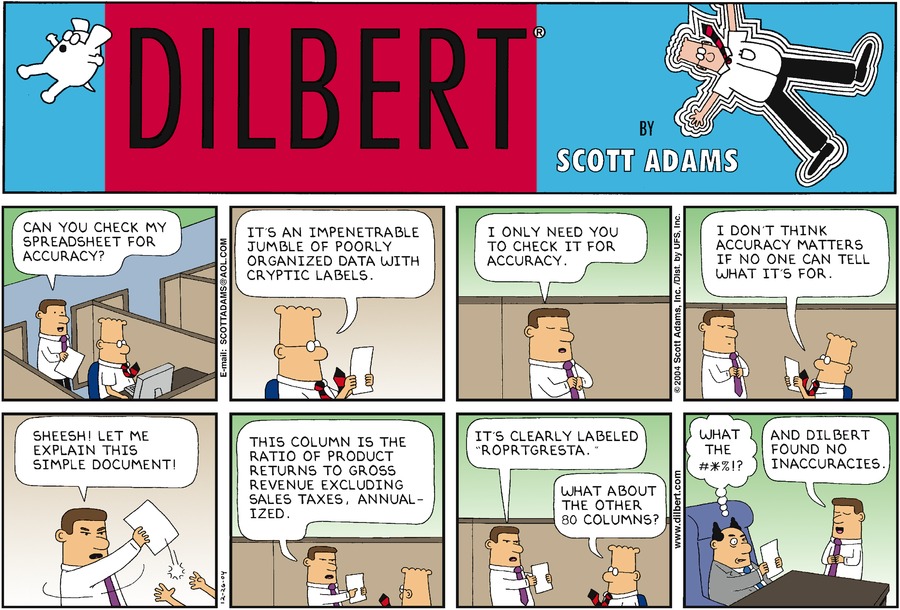 DILBERT®
BY
SCOTT ADAMS
CAN YOU CHECK MY
SPREADSHEET FOR
ACCURACY?
E-mail: SCOTTADAMS@AOL.COM
IT'S AN IMPENETRABLE
JUMBLE OF POORLY
ORGANIZED DATA WITH
CRYPTIC LABELS.
I ONLY NEED YOU
TO CHECK IT FOR
ACCURACY.
© 2004 Scott Adams, Inc. /Dist. by UFS, Inc.
I DON'T THINK
ACCURACY MATTERS
IF NO ONE CAN TELL
WHAT IT'S FOR.
SHEESH! LET ME
EXPLAIN THIS
SIMPLE DOCUMENT!
12-26-04
THIS COLUMN IS THE
RATIO OF PRODUCT
RETURNS TO GROSS
REVENUE EXCLUDING
SALES TAXES, ANNUAL-
IZED.
IT'S CLEARLY LABELED
"ROPRTGRESTA. "
WHAT ABOUT
THE OTHER
80 COLUMNS?
www.dilbert.com
WHAT
THE
#*%!?
AND DILBERT
FOUND NO
INACCURACIES.